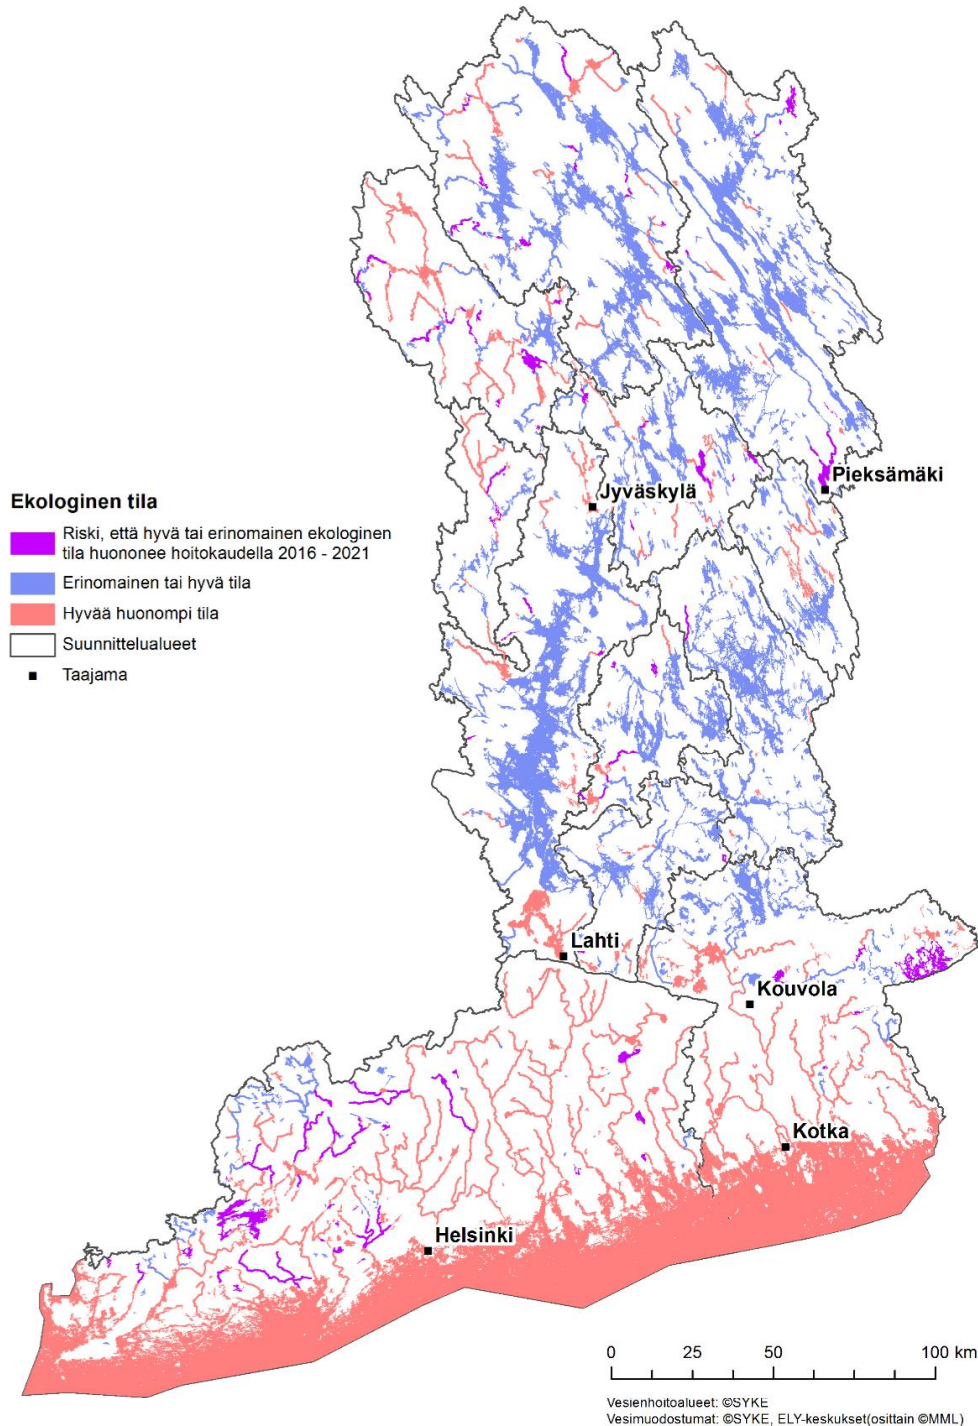 Pieksämäki
Jyväskylä
Ekologinen tila
Riski, että hyvä tai erinomainen ekologinen
tila huononee hoitokaudella 2016 - 2021
Erinomainen tai hyvä tila
Hyvää huonompi tila
Suunnittelualueet
Taajama
Lahti
Kouvola
Kotka
Helsinki
0 25 50 100 km
Vesienhoitoalueet: ©SYKE
Vesimuodostumat: ©SYKE, ELY-keskukset(osittain ©MML)